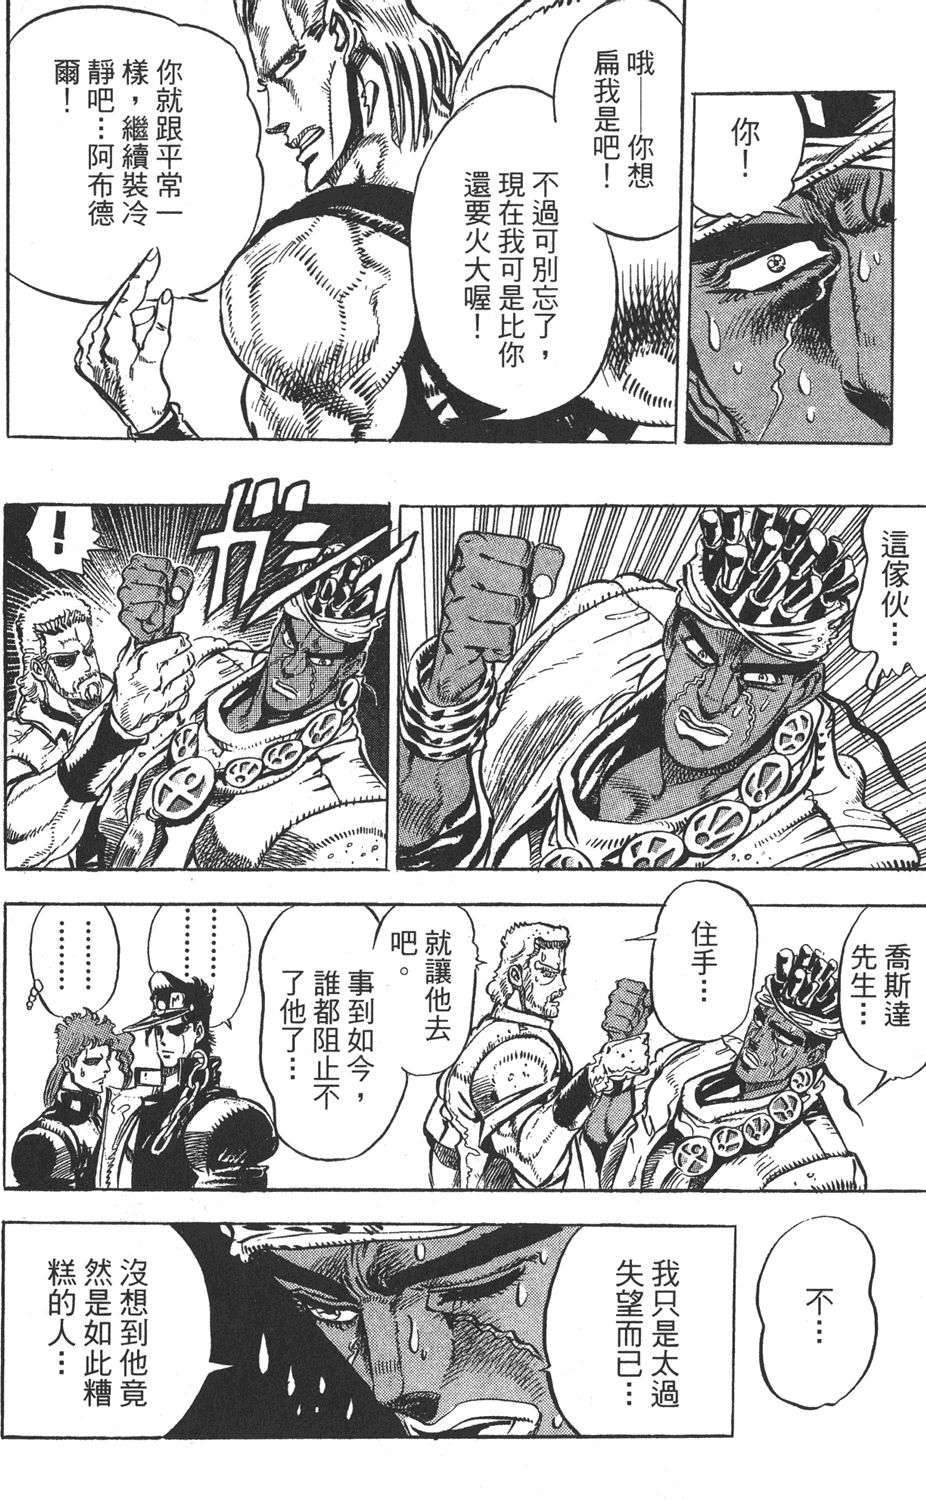 你！
哦──你想
扁我是吧！
不過可別忘了，
現在我可是比你
還要火大喔！
你就跟平常一
樣，繼續裝冷
靜吧…阿布德
爾！
這傢伙…
ガシィ
！
喬斯達
先生…
住手…
就讓他去
吧。
事到如今，
誰都阻止不
了他了…
……
……
不…
我只是太過
失望而已…
沒想到他竟
然是如此糟
糕的人…